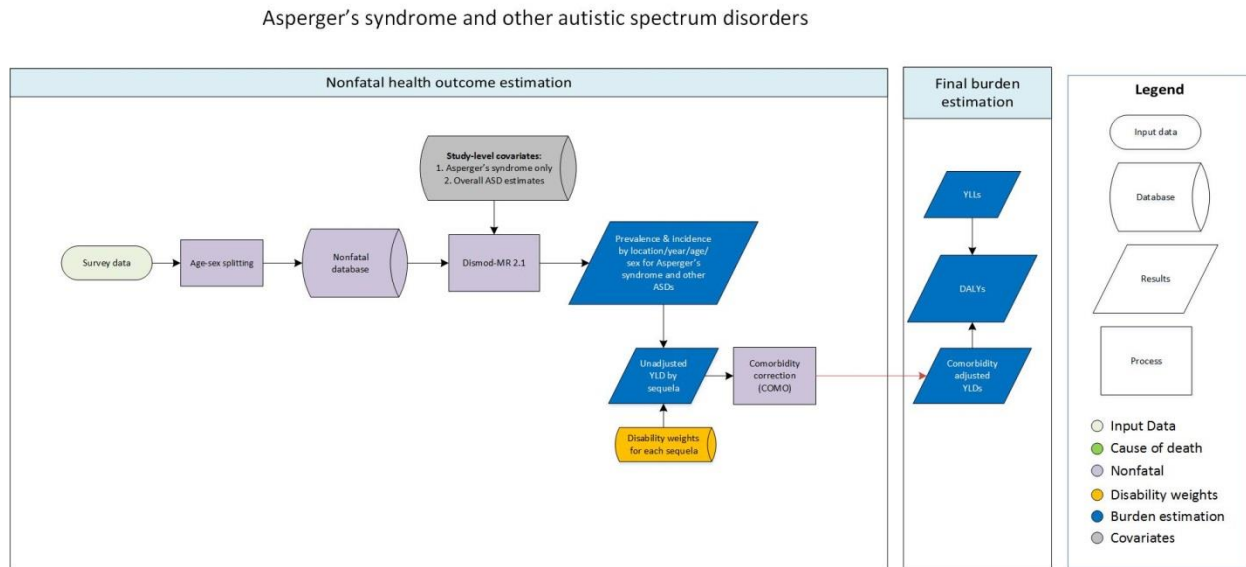 Asperger's syndrome and other autistic spectrum disorders
Nonfatal health outcome estimation
Study-level covariates:
1. Asperger's syndrome only
2. Overall ASD estimates
Survey data
Age-sex splitting
Nonfatal
database
Dismod-MR 2.1
Prevalence & incidence
by location/year/age/
sex for Asperger's
syndrome and other
ASDs
Unadjusted
YLD by
sequela
Comorbidity
correction
(COMO)
Disability weights
for each sequela
Final burden
estimation
YLLs
DALYs
Comorbidity
adjusted
YLDs
Legend
Input data
Database
Results
Process
Input Data
Cause of death
Nonfatal
Disability weights
Burden estimation
Covariates